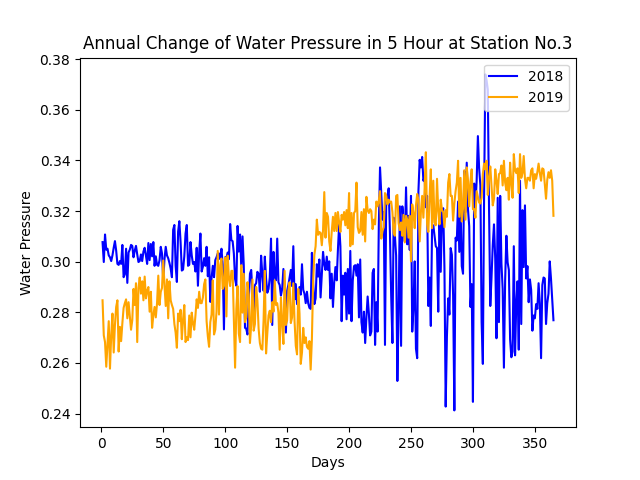 Annual Change of Water Pressure in 5 Hour at Station No.3
2018
2019
0.38
0.36
0.34
0.32
0.30
0.28
0.26
0.24
Water Pressure
0 50 100 150 200 250 300 350
Days